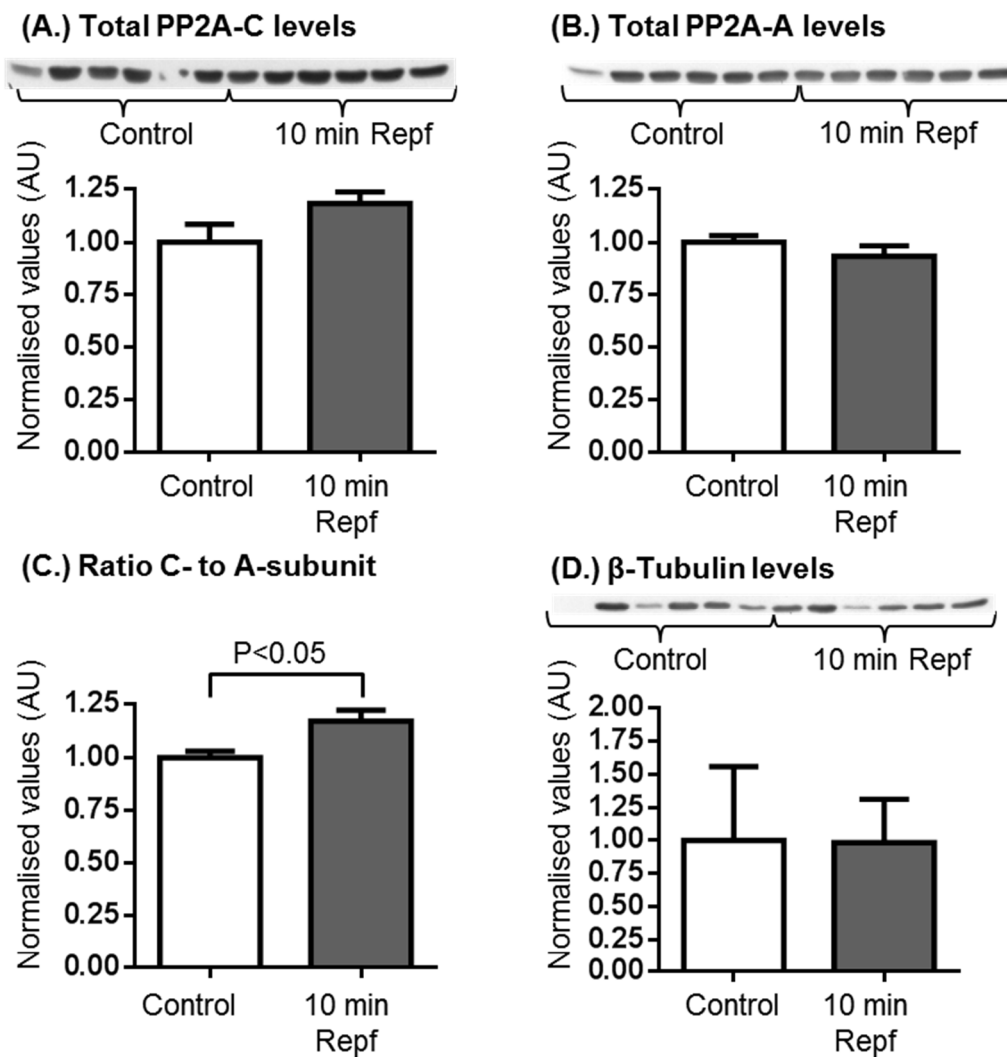 (A.) Total PP2A-C levels
Control
10 min Repf
Normalised values (AU)
1.25
1.00
0.75
0.50
0.25
0.00
Control
10 min
Repf
(B.) Total PP2A-A levels
Control
10 min Repf
Normalised values (AU)
1.25
1.00
0.75
0.50
0.25
0.00
Control
10 min
Repf
(C.) Ratio C- to A-subunit
P<0.05
Normalised values (AU)
1.25
1.00
0.75
0.50
0.25
0.00
Control
10 min
Repf
(D.) β-Tubulin levels
Control
10 min Repf
Normalised values (AU)
2.00
1.75
1.50
1.25
1.00
0.75
0.50
0.25
0.00
Control
10 min
Repf